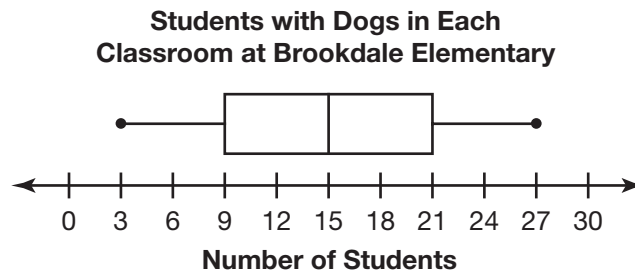 Students with Dogs in Each
Classroom at Brookdale Elementary
0 3 6 9 12 15 18 21 24 27 30
Number of Students